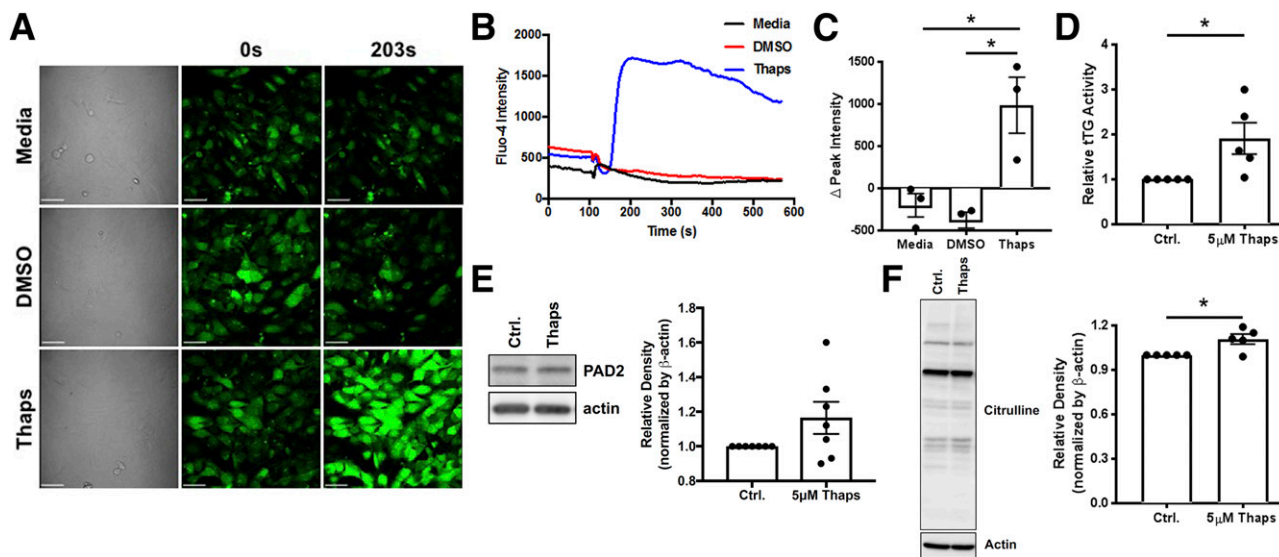 A
0s
203s
Media
DMSO
Thaps
B
Fluo-4 Intensity
2000
1500
1000
500
0
0
100
200
300
400
500
600
Time (s)
Media
DMSO
Thaps
C
*
*
Δ Peak Intensity
1500
1000
500
0
-500
Media
DMSO
Thaps
D
*
Relative tTG Activity
4
3
2
1
0
Ctrl.
5μM Thaps
E
Ctrl.
Thaps
PAD2
actin
Relative Density
(normalized by β-actin)
1.8
1.6
1.4
1.2
1.0
0.8
Ctrl.
5μM Thaps
F
Ctrl.
Thaps
Citrulline
Actin
*
Relative Density
(normalized by β-actin)
1.2
0.9
0.6
0.3
0.0
Ctrl.
5μM Thaps